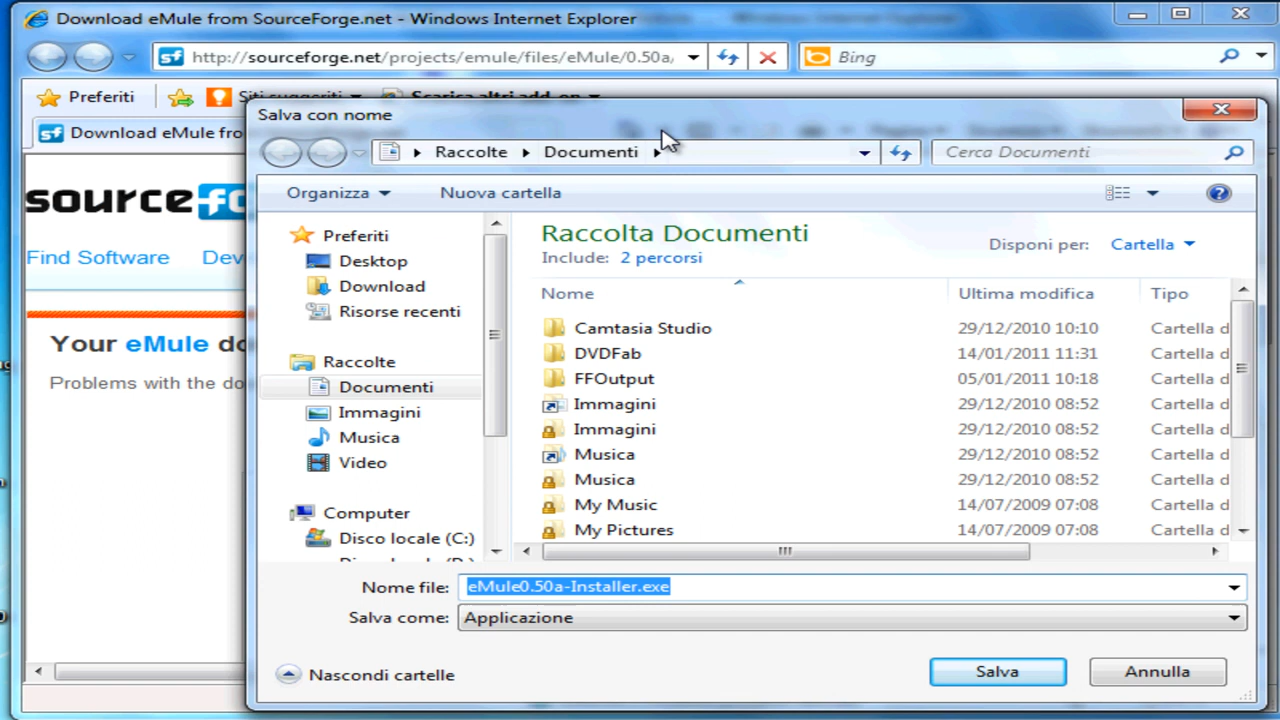 Download eMule from SourceForge.net - Windows Internet Explorer
http://sourceforge.net/projects/emule/files/eMule/0.50a/
Bing
Preferiti
Siti suggeriti
Scarica altri add-on
Download eMule fro
Salva con nome
Raccolte
Documenti
Cerca Documenti
Organizza
Nuova cartella
sourcefo
Find Software
Dev
Your eMule do
Problems with the do
Preferiti
Desktop
Download
Risorse recenti
Raccolte
Documenti
Immagini
Musica
Video
Computer
Disco locale (C:)
Raccolta Documenti
Include: 2 percorsi
Disponi per: Cartella
Nome Ultima modifica Tipo
Camtasia Studio 29/12/2010 10:10 Cartella d
DVDFab 14/01/2011 11:31 Cartella d
FFOutput 05/01/2011 10:18 Cartella d
Immagini 29/12/2010 08:52 Cartella d
Immagini 29/12/2010 08:52 Cartella d
Musica 29/12/2010 08:52 Cartella d
Musica 29/12/2010 08:52 Cartella d
My Music 14/07/2009 07:08 Cartella d
My Pictures 14/07/2009 07:08 Cartella d
Nome file: eMule0.50a-Installer.exe
Salva come: Applicazione
Nascondi cartelle
Salva
Annulla